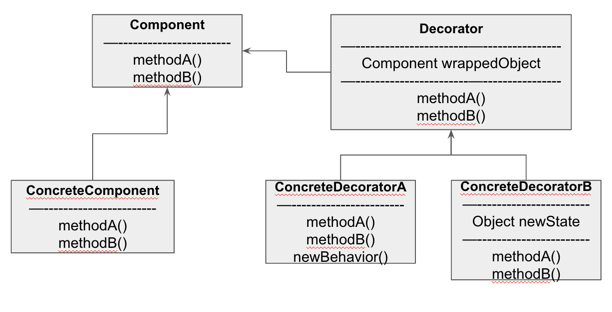 Component
methodA()
methodB()
Decorator
Component wrappedObject
methodA()
methodB()
ConcreteComponent
methodA()
methodB()
ConcreteDecoratorA
methodA()
methodB()
newBehavior()
ConcreteDecoratorB
Object newState
methodA()
methodB()